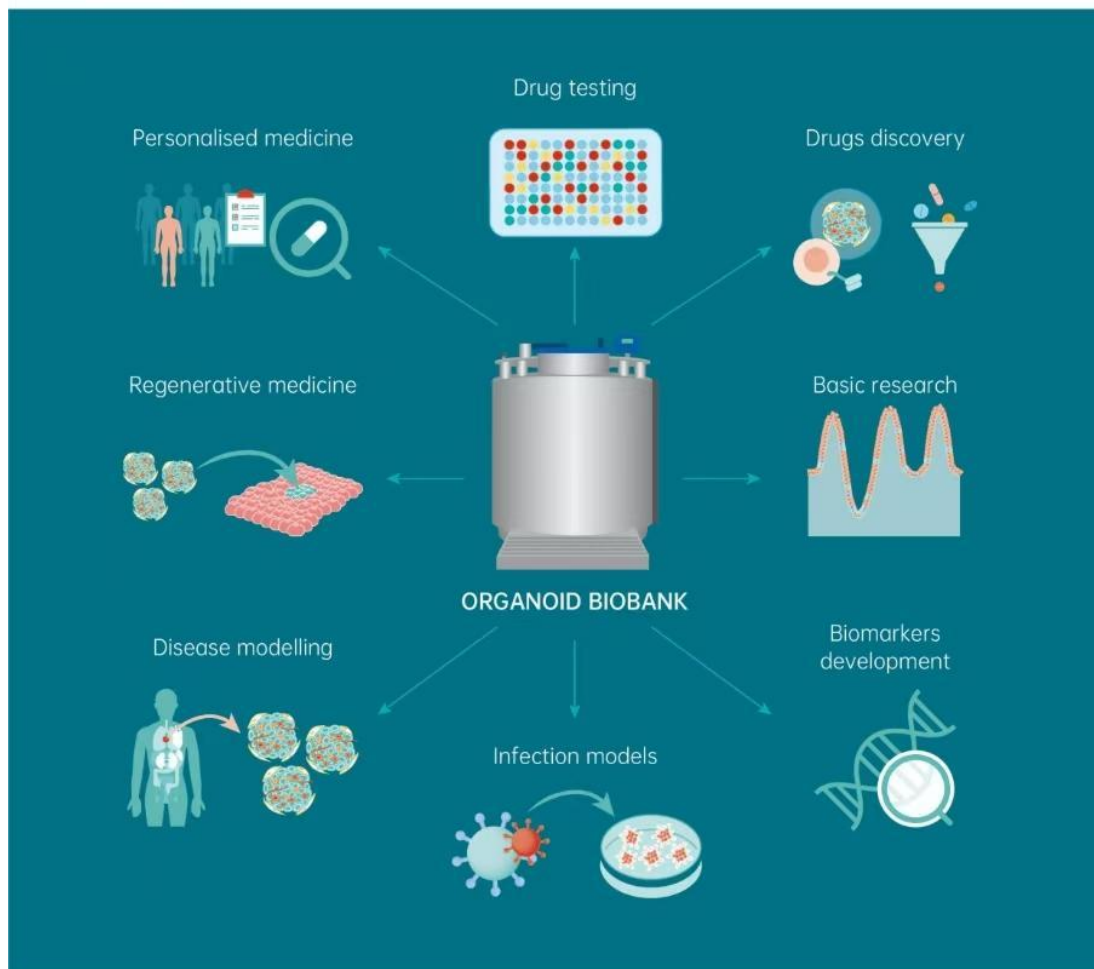 Drug testing
Personalised medicine
Drugs discovery
Regenerative medicine
Basic research
ORGANOID BIOBANK
Disease modelling
Biomarkers
development
Infection models